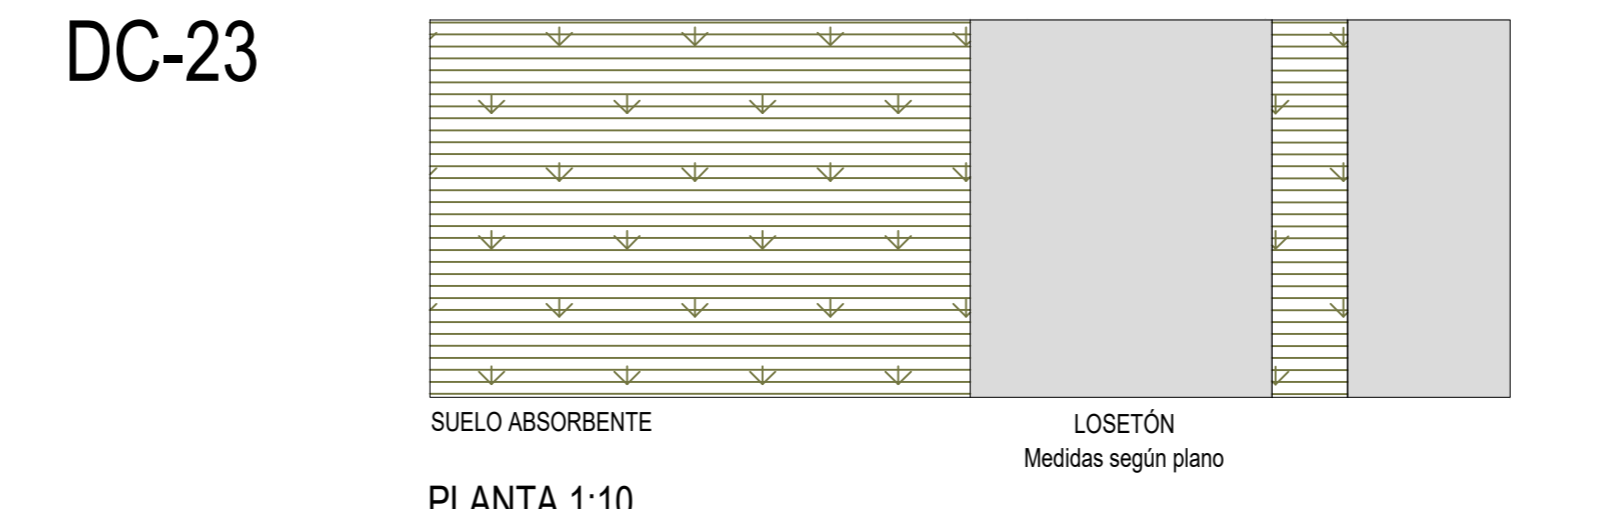 DC-23
SUELO ABSORBENTE
LOSETÓN
Medidas según plano
PLANTA 1:10